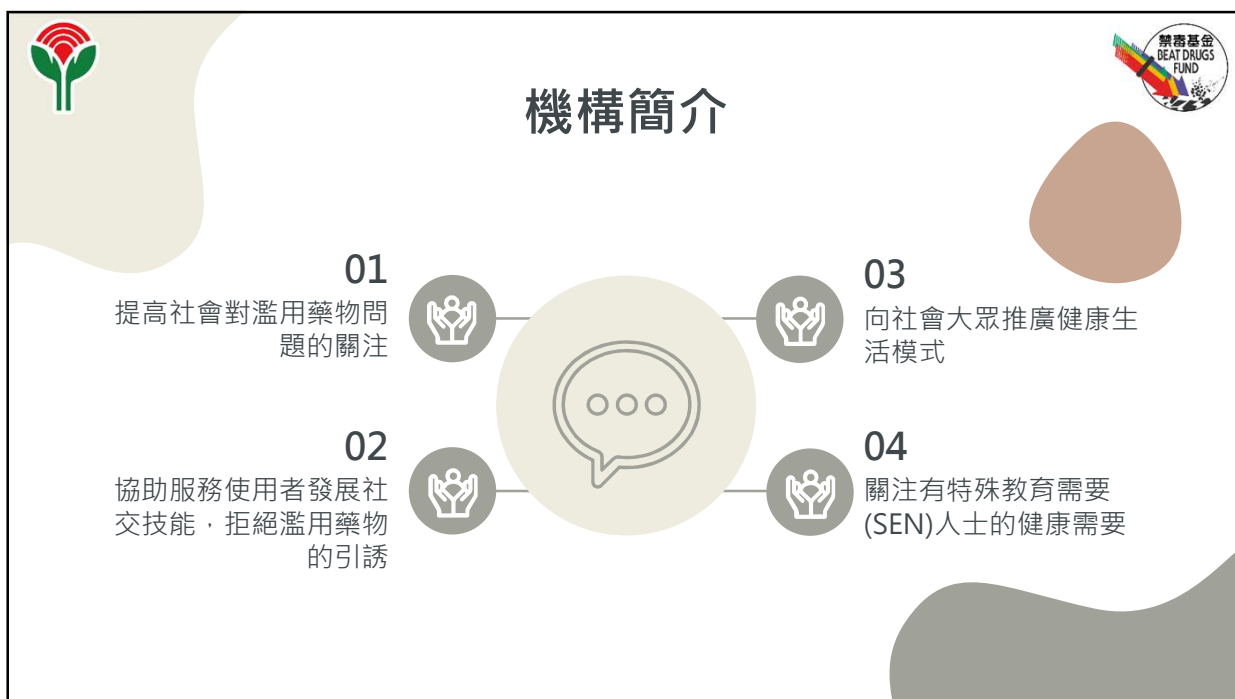 禁毒基金
BEAT DRUGS
FUND
機構簡介
01
提高社會對濫用藥物問
題的關注
02
協助服務使用者發展社
交技能，拒絕濫用藥物
的引誘
03
向社會大眾推廣健康生
活模式
04
關注有特殊教育需要
(SEN)人士的健康需要